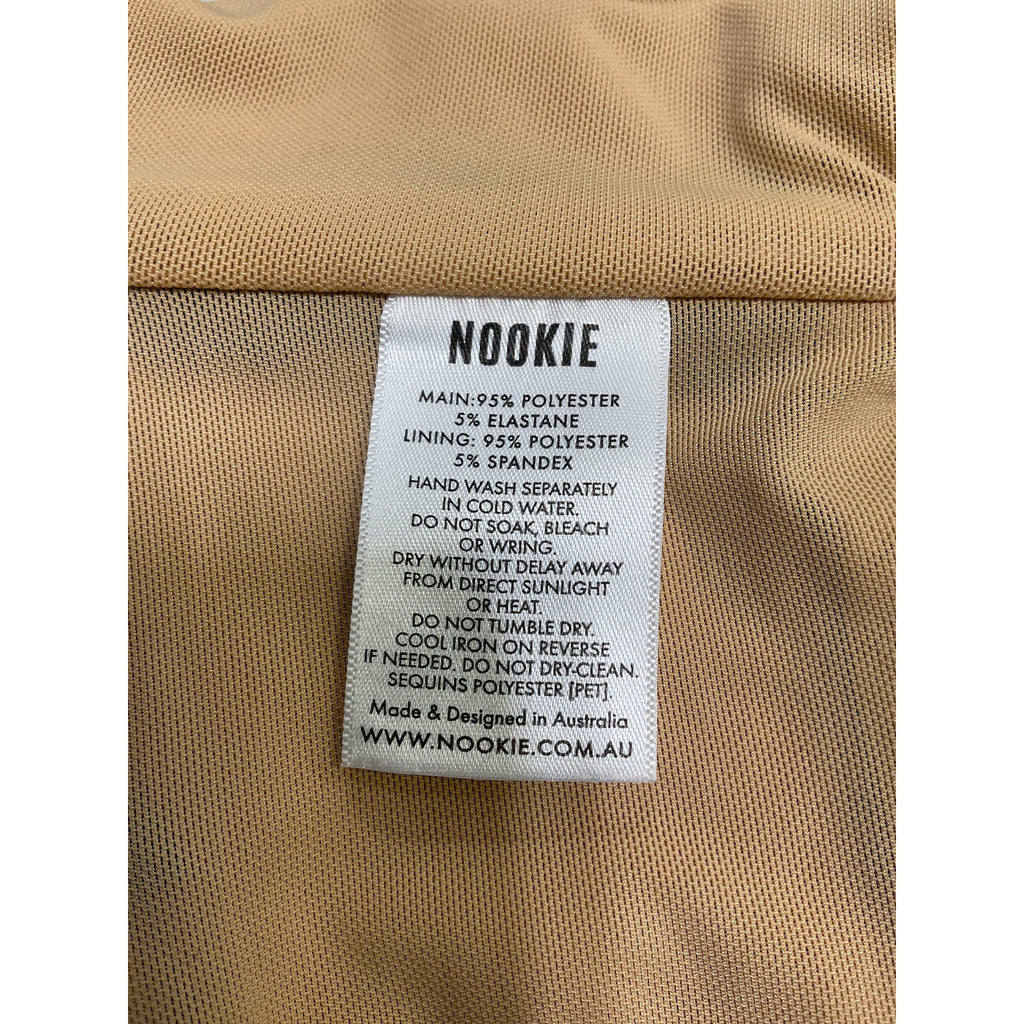 NOOKIE
MAIN:95% POLYESTER
5% ELASTANE
LINING: 95% POLYESTER
5% SPANDEX
HAND WASH SEPARATELY
IN COLD WATER.
DO NOT SOAK, BLEACH
OR WRING.
DRY WITHOUT DELAY AWAY
FROM DIRECT SUNLIGHT
OR HEAT.
DO NOT TUMBLE DRY.
COOL IRON ON REVERSE
IF NEEDED. DO NOT DRY-CLEAN.
SEQUINS POLYESTER [PET].
Made & Designed in Australia
WWW.NOOKIE.COM.AU